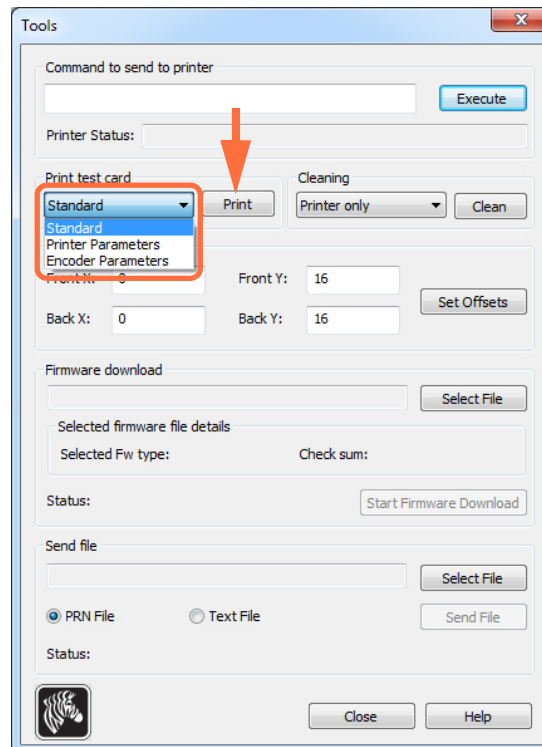 Tools
Command to send to printer
Execute
Printer Status:
Print test card
Cleaning
Standard
Print
Printer only
Clean
Standard
Printer Parameters
Encoder Parameters
Front X: 0 Front Y: 16
Set Offsets
Back X: 0 Back Y: 16
Firmware download
Select File
Selected firmware file details
Selected Fw type: Check sum:
Status:
Start Firmware Download
Send file
Select File
PRN File Text File
Send File
Status:
Close Help